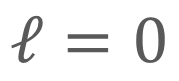 ℓ = 0